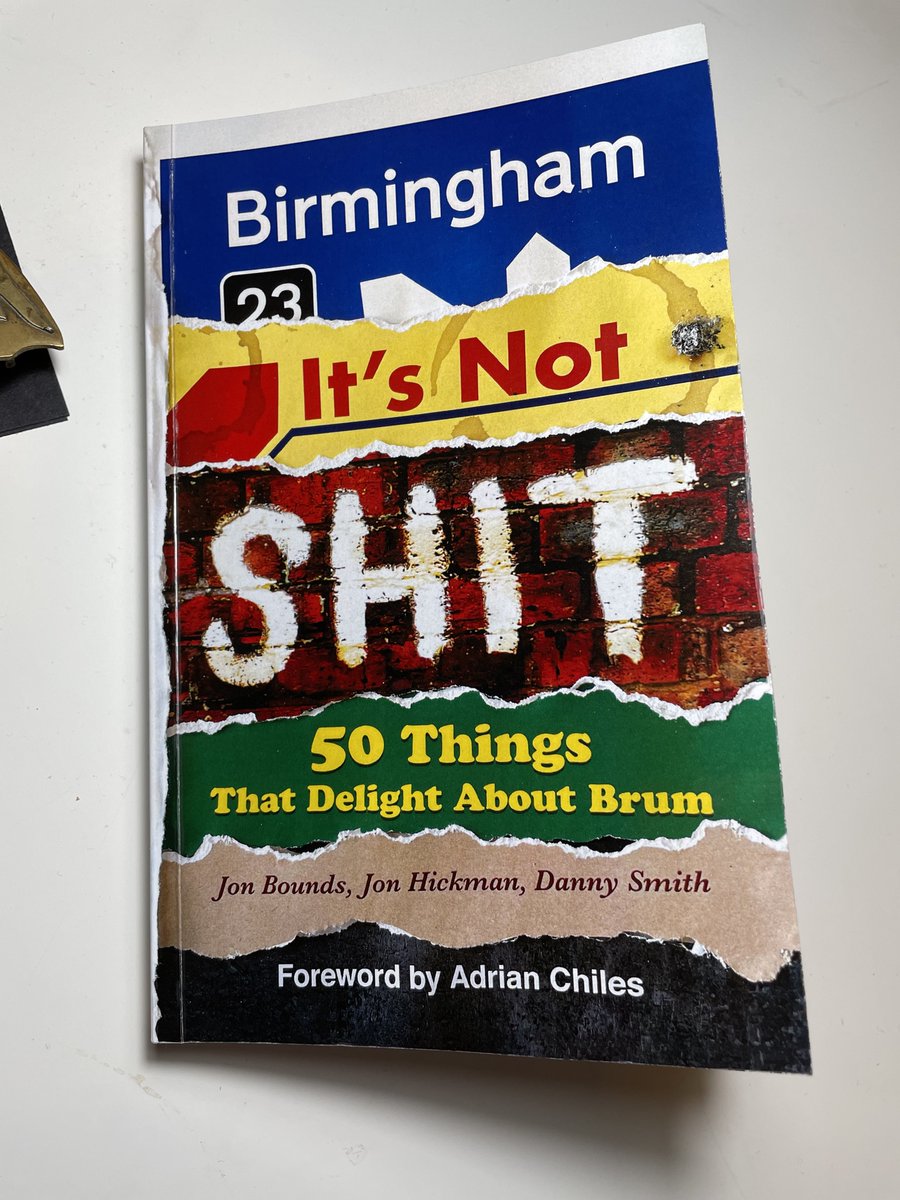 Birmingham
23
It's Not
SHIT
50 Things
That Delight About Brum
Jon Bounds, Jon Hickman, Danny Smith
Foreword by Adrian Chiles